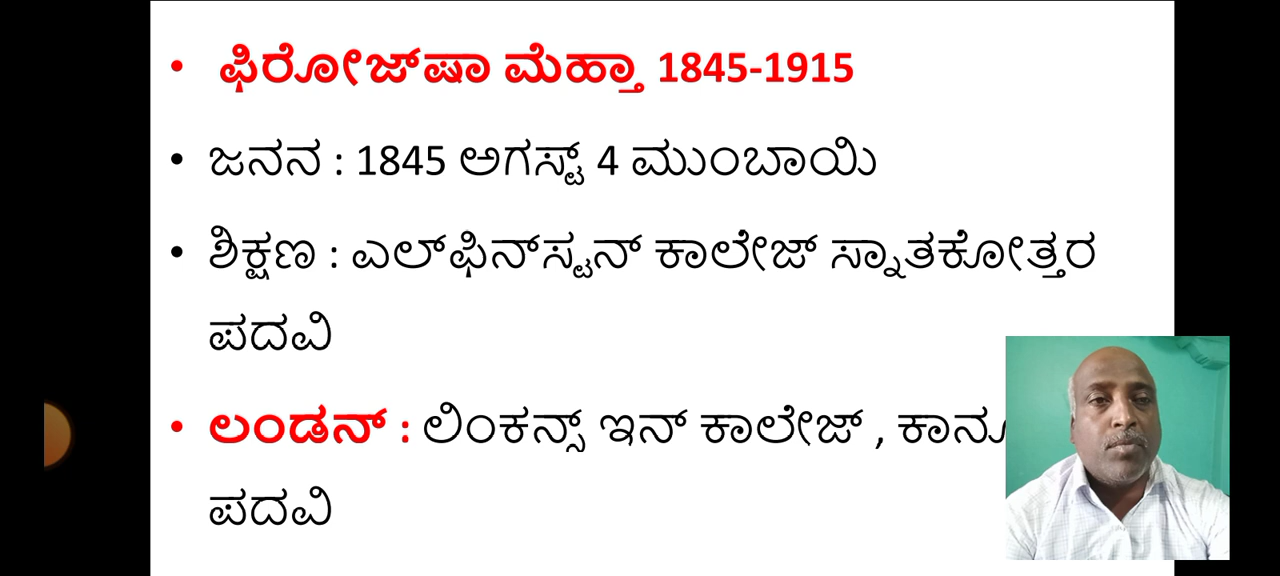 • ಫಿರೋಜ್‌ಷಾ ಮೆಹ್ತಾ 1845-1915
• ಜನನ : 1845 ಅಗಸ್ಟ್ 4 ಮುಂಬಾಯಿ
• ಶಿಕ್ಷಣ : ಎಲ್‌ಫಿನ್‌ಸ್ಟನ್ ಕಾಲೇಜ್ ಸ್ನಾತಕೋತ್ತರ
ಪದವಿ
• ಲಂಡನ್ : ಲಿಂಕನ್ಸ್ ಇನ್ ಕಾಲೇಜ್ ,
ಪದವಿ